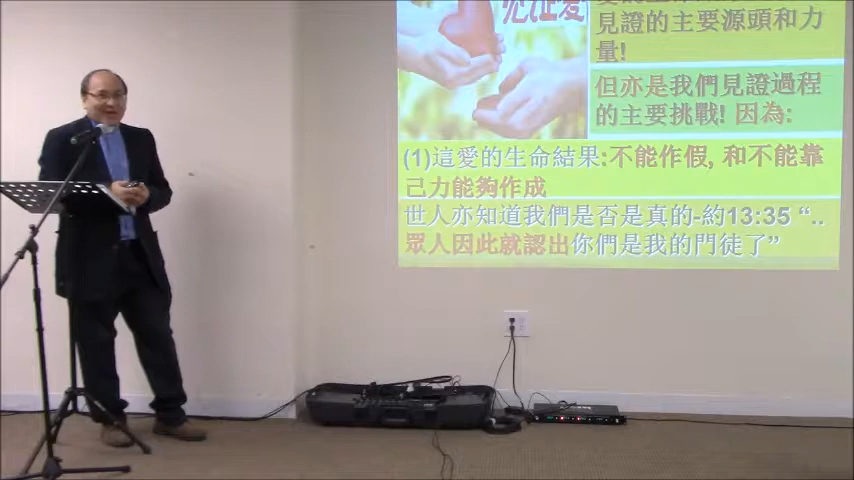 見證愛
見證的主要源頭和力
量!
但亦是我們見證過程
的主要挑戰! 因為:
(1)這愛的生命結果:不能作假, 和不能靠
己力能夠作成
世人亦知道我們是否是真的-約13:35 “..
眾人因此就認出你們是我的門徒了”